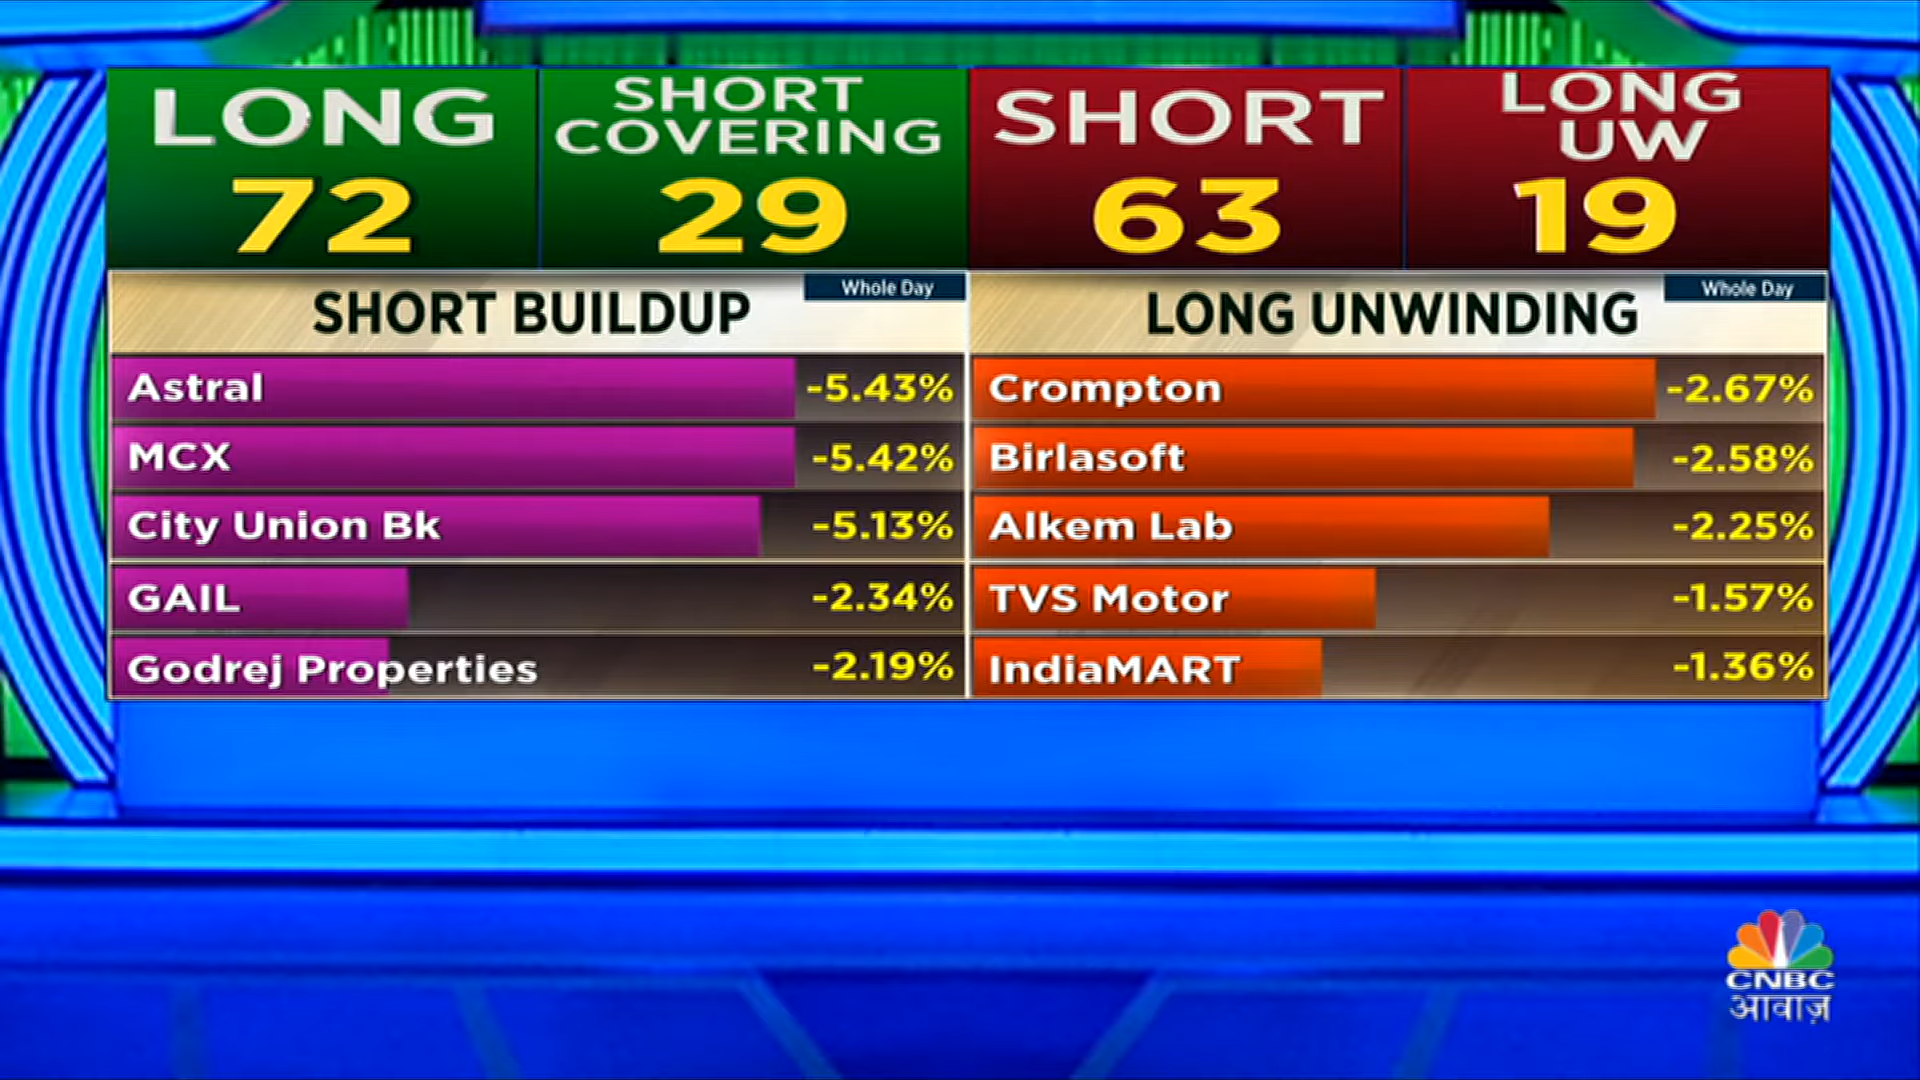 LONG
72
SHORT
COVERING
29
SHORT
63
LONG
UW
19
Whole Day
SHORT BUILDUP
Astral -5.43%
MCX -5.42%
City Union Bk -5.13%
GAIL -2.34%
Godrej Properties -2.19%
Whole Day
LONG UNWINDING
Crompton -2.67%
Birlasoft -2.58%
Alkem Lab -2.25%
TVS Motor -1.57%
IndiaMART -1.36%
CNBC
आवाज़